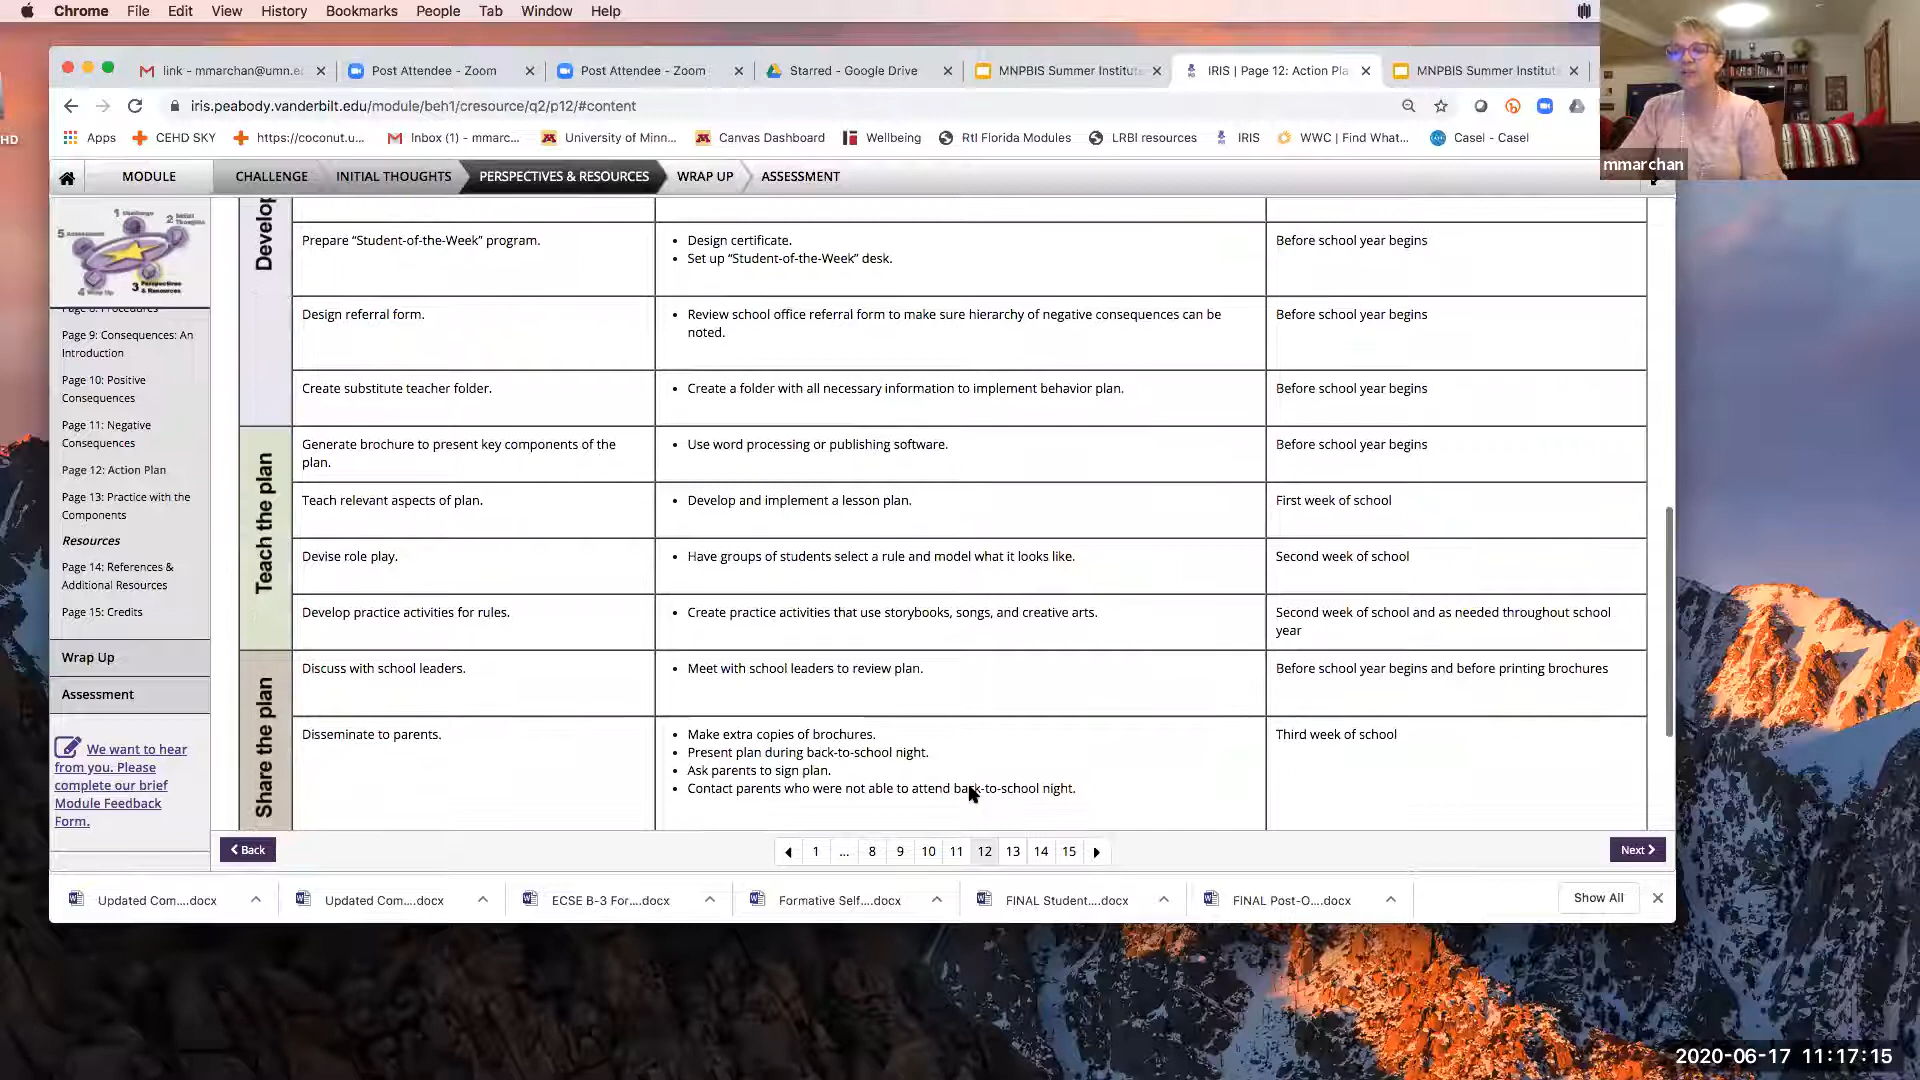 Chrome File Edit View History Bookmarks People Tab Window Help
link - mmarchan@umn.e
Post Attendee - Zoom
Post Attendee - Zoom
Starred - Google Drive
MNPBIS Summer Institut
IRIS | Page 12: Action Pla
MNPBIS Summer Institut
iris.peabody.vanderbilt.edu/module/beh1/cresource/q2/p12/#content
Apps
CEHD SKY
https://coconut.u...
Inbox (1) - mmarc...
University of Minn...
Canvas Dashboard
Wellbeing
RtI Florida Modules
LRBI resources
IRIS
WWC | Find What...
Casel - Casel
mmarchan
HD
MODULE
CHALLENGE
INITIAL THOUGHTS
PERSPECTIVES & RESOURCES
WRAP UP
ASSESSMENT
1 Challenge
2 Initial Thoughts
5 Assessment
4 Wrap Up
3 Perspectives & Resources
Page 8: Procedures
Page 9: Consequences: An
Introduction
Page 10: Positive
Consequences
Page 11: Negative
Consequences
Page 12: Action Plan
Page 13: Practice with the
Components
Resources
Page 14: References &
Additional Resources
Page 15: Credits
Wrap Up
Assessment
We want to hear
from you. Please
complete our brief
Module Feedback
Form.
Develop
Prepare “Student-of-the-Week” program.
• Design certificate.
• Set up “Student-of-the-Week” desk.
Before school year begins
Design referral form.
• Review school office referral form to make sure hierarchy of negative consequences can be
noted.
Before school year begins
Create substitute teacher folder.
• Create a folder with all necessary information to implement behavior plan.
Before school year begins
Teach the plan
Generate brochure to present key components of the
plan.
• Use word processing or publishing software.
Before school year begins
Teach relevant aspects of plan.
• Develop and implement a lesson plan.
First week of school
Devise role play.
• Have groups of students select a rule and model what it looks like.
Second week of school
Develop practice activities for rules.
• Create practice activities that use storybooks, songs, and creative arts.
Second week of school and as needed throughout school
year
Share the plan
Discuss with school leaders.
• Meet with school leaders to review plan.
Before school year begins and before printing brochures
Disseminate to parents.
• Make extra copies of brochures.
• Present plan during back-to-school night.
• Ask parents to sign plan.
• Contact parents who were not able to attend back-to-school night.
Third week of school
Back
1 ... 8 9 10 11 12 13 14 15
Next
Updated Com....docx
Updated Com....docx
ECSE B-3 For....docx
Formative Self....docx
FINAL Student....docx
FINAL Post-O....docx
Show All
2020-06-17 11:17:15